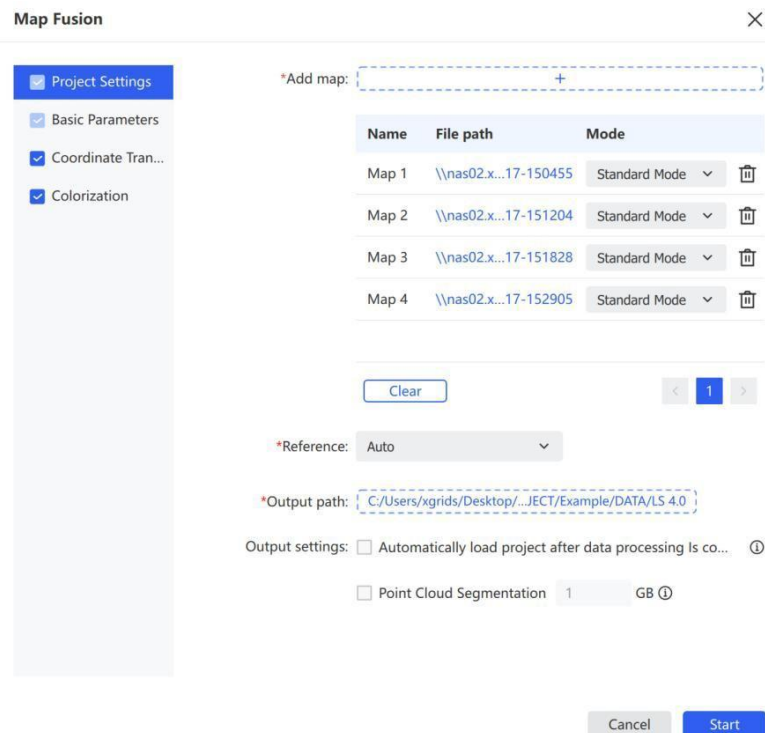 Map Fusion
Project Settings
Basic Parameters
Coordinate Tran...
Colorization
*Add map: +
Name File path Mode
Map 1 \\nas02.x...17-150455 Standard Mode
Map 2 \\nas02.x...17-151204 Standard Mode
Map 3 \\nas02.x...17-151828 Standard Mode
Map 4 \\nas02.x...17-152905 Standard Mode
Clear < 1 >
*Reference: Auto
*Output path: C:/Users/xgrids/Desktop/...JECT/Example/DATA/LS 4.0
Output settings: Automatically load project after data processing Is co...
Point Cloud Segmentation 1 GB
Cancel Start